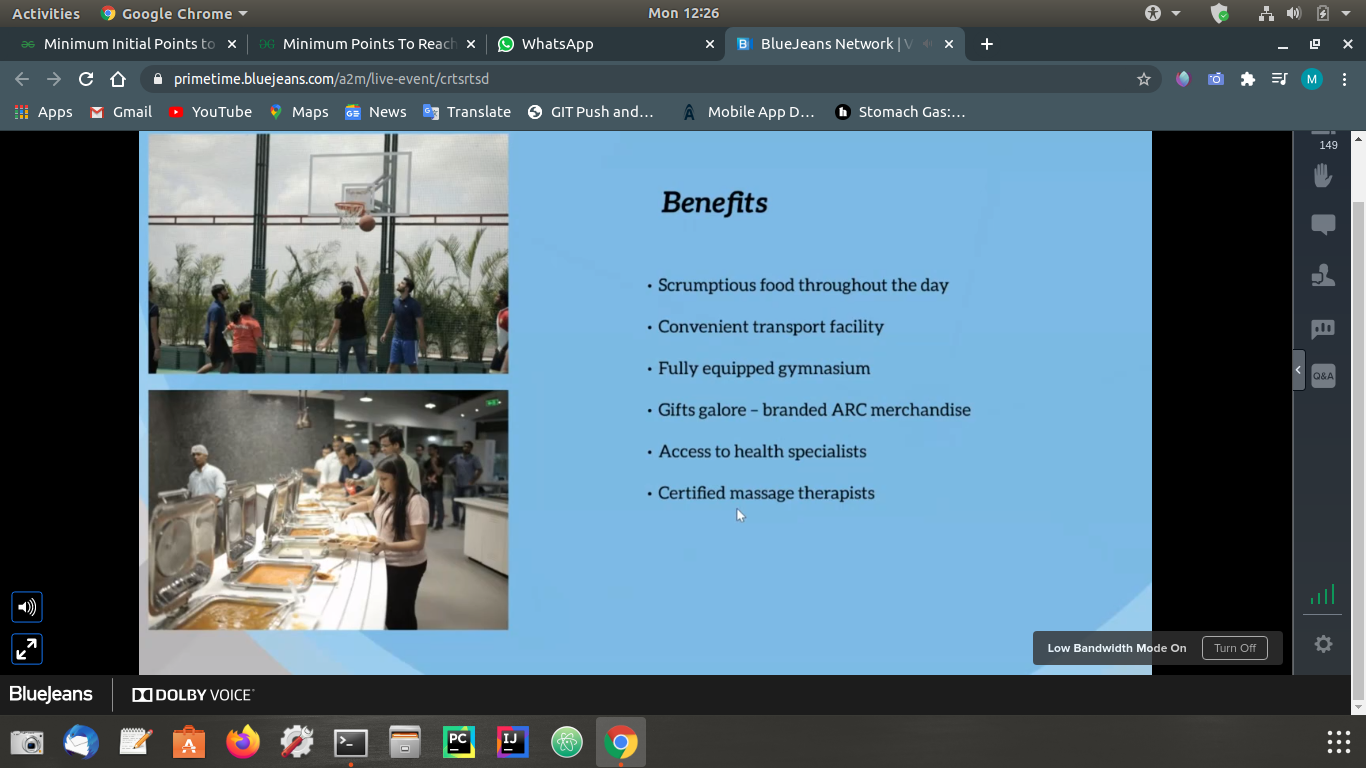 Activities Google Chrome Mon 12:26
Minimum Initial Points to Minimum Points To Reach WhatsApp BlueJeans Network | V
primetime.bluejeans.com/a2m/live-event/crtsrtsd M
Apps Gmail YouTube Maps News Translate GIT Push and... Mobile App D... Stomach Gas:...
149
Benefits
• Scrumptious food throughout the day
• Convenient transport facility
• Fully equipped gymnasium
• Gifts galore – branded ARC merchandise
• Access to health specialists
• Certified massage therapists
Q&A
Low Bandwidth Mode On Turn Off
BlueJeans DOLBY VOICE
PC IJ